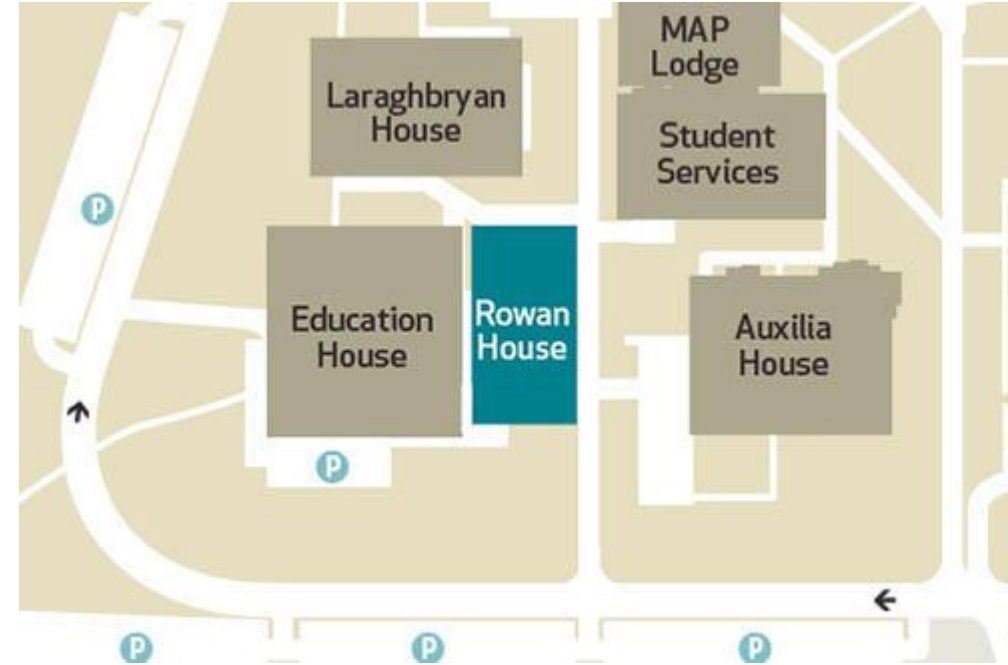 MAP
Lodge
Laraghbryan
House
Student
Services
P
Education
House
Rowan
House
Auxilia
House
P
P
P
P